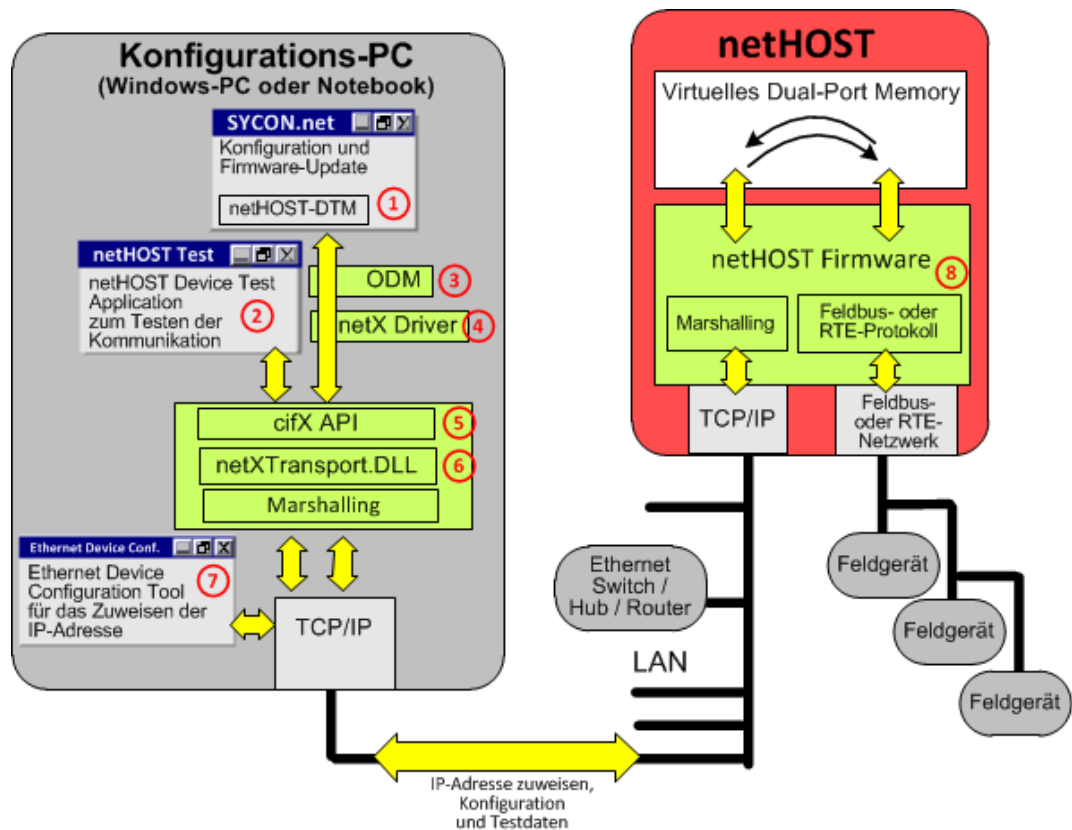 Konfigurations-PC
(Windows-PC oder Notebook)
SYCON.net
Konfiguration und
Firmware-Update
netHOST-DTM
1
netHOST Test
netHOST Device Test
Application
zum Testen der
Kommunikation
2
ODM
3
netX Driver
4
cifX API
5
netXTransport.DLL
6
Marshalling
Ethernet Device Conf.
Ethernet Device
Configuration Tool
für das Zuweisen der
IP-Adresse
7
TCP/IP
netHOST
Virtuelles Dual-Port Memory
netHOST Firmware
8
Marshalling
Feldbus- oder
RTE-Protokoll
TCP/IP
Feldbus-
oder RTE-
Netzwerk
Ethernet
Switch /
Hub / Router
LAN
Feldgerät
Feldgerät
Feldgerät
IP-Adresse zuweisen,
Konfiguration
und Testdaten